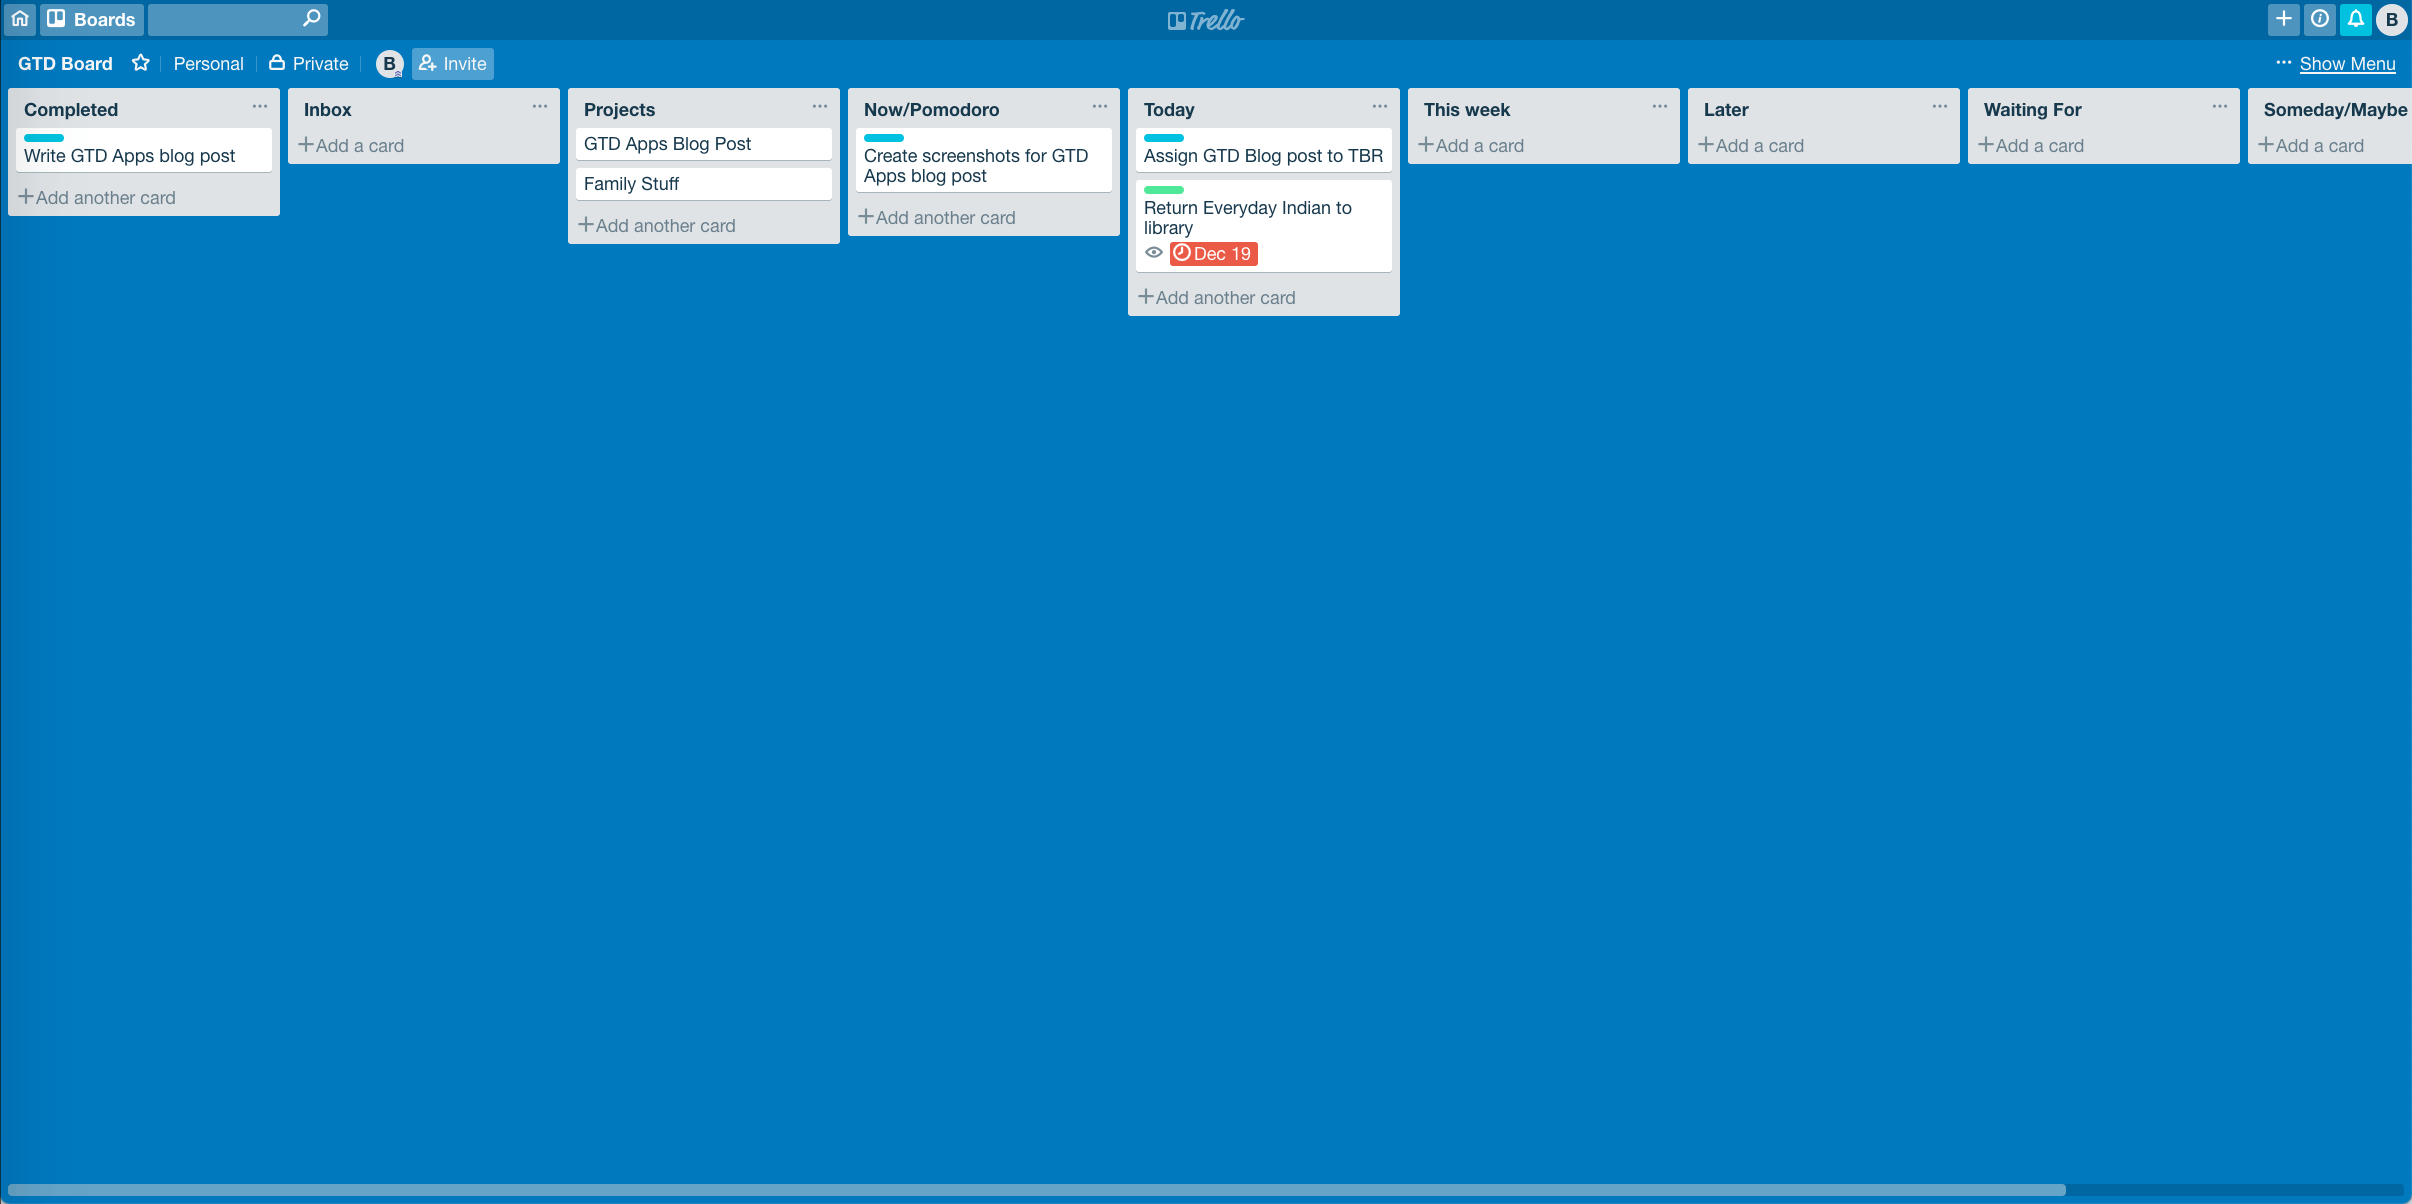 Boards
Trello
B
GTD Board
Personal
Private
B
Invite
··· Show Menu
Completed
Write GTD Apps blog post
+Add another card
Inbox
+Add a card
Projects
GTD Apps Blog Post
Family Stuff
+Add another card
Now/Pomodoro
Create screenshots for GTD
Apps blog post
+Add another card
Today
Assign GTD Blog post to TBR
Return Everyday Indian to
library
Dec 19
+Add another card
This week
+Add a card
Later
+Add a card
Waiting For
+Add a card
Someday/Maybe
+Add a card